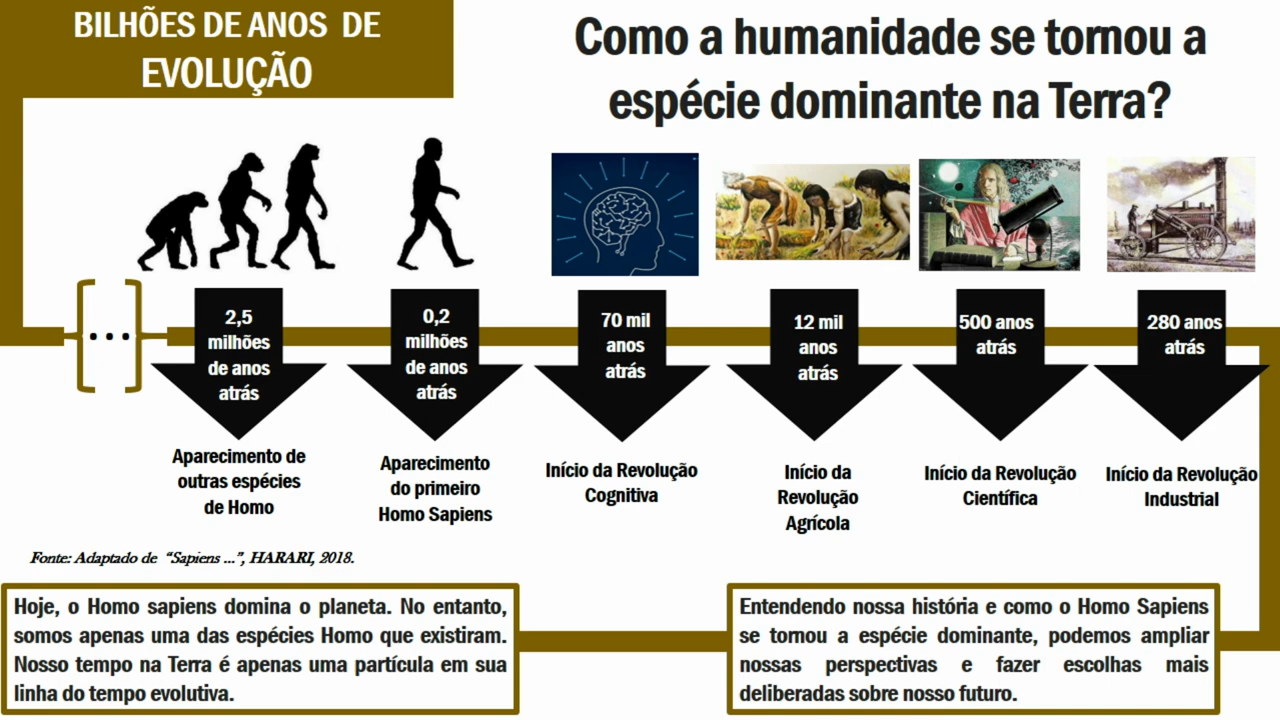 BILHÕES DE ANOS DE
EVOLUÇÃO
Como a humanidade se tornou a
espécie dominante na Terra?
...
2,5
milhões
de anos
atrás
0,2
milhões
de anos
atrás
70 mil
anos
atrás
12 mil
anos
atrás
500 anos
atrás
280 anos
atrás
Aparecimento de
outras espécies
de Homo
Aparecimento
do primeiro
Homo Sapiens
Início da Revolução
Cognitiva
Início da
Revolução
Agrícola
Início da Revolução
Científica
Início da Revolução
Industrial
Fonte: Adaptado de “Sapiens ...”, HARARI, 2018.
Hoje, o Homo sapiens domina o planeta. No entanto,
somos apenas uma das espécies Homo que existiram.
Nosso tempo na Terra é apenas uma partícula em sua
linha do tempo evolutiva.
Entendendo nossa história e como o Homo Sapiens
se tornou a espécie dominante, podemos ampliar
nossas perspectivas e fazer escolhas mais
deliberadas sobre nosso futuro.